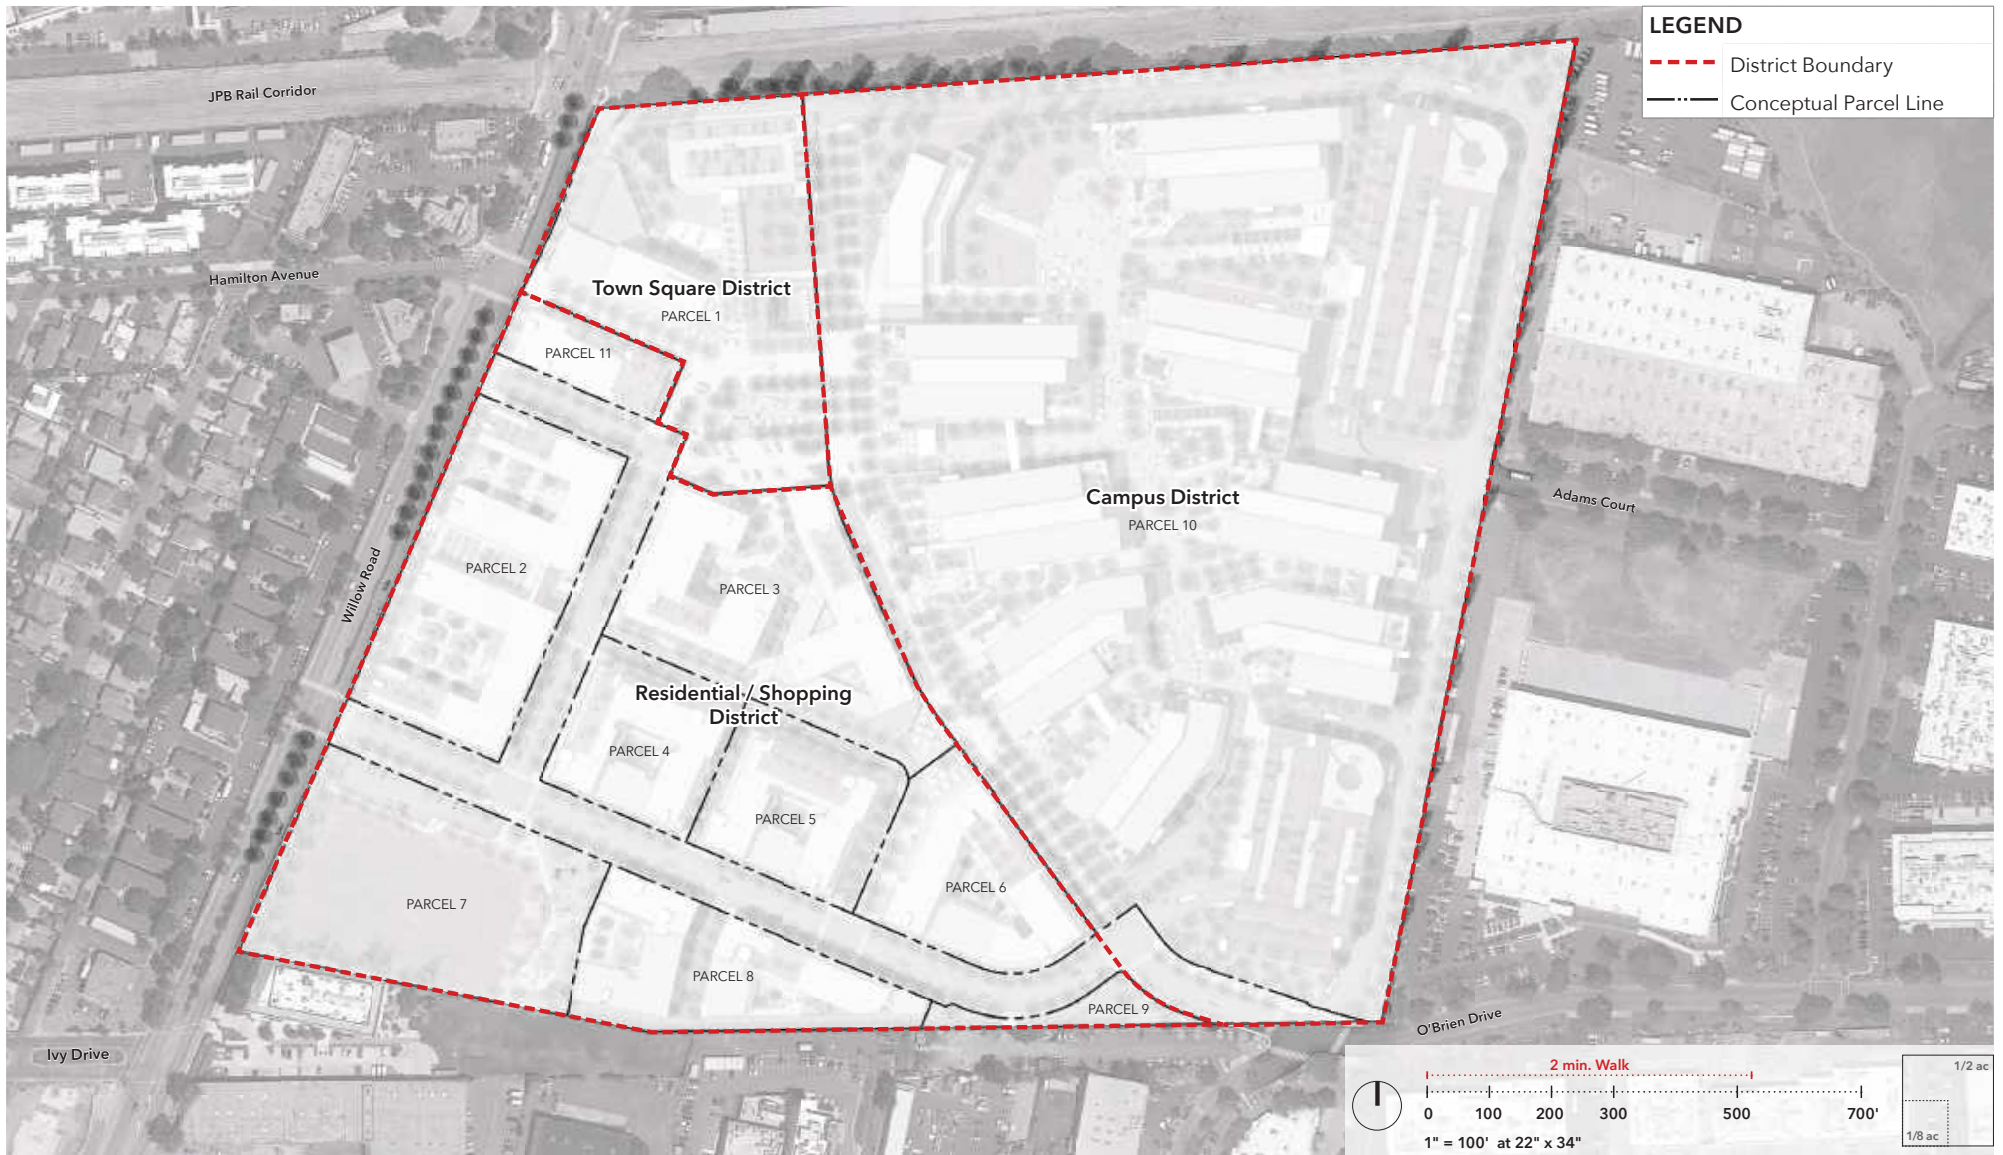 LEGEND
District Boundary
Conceptual Parcel Line
JPB Rail Corridor
Hamilton Avenue
Town Square District
PARCEL 1
PARCEL 11
Campus District
PARCEL 10
Adams Court
Willow Road
PARCEL 2
PARCEL 3
Residential / Shopping
District
PARCEL 4
PARCEL 5
PARCEL 6
PARCEL 7
PARCEL 8
PARCEL 9
O'Brien Drive
Ivy Drive
2 min. Walk
0 100 200 300 500 700'
1" = 100' at 22" x 34"
1/2 ac
1/8 ac